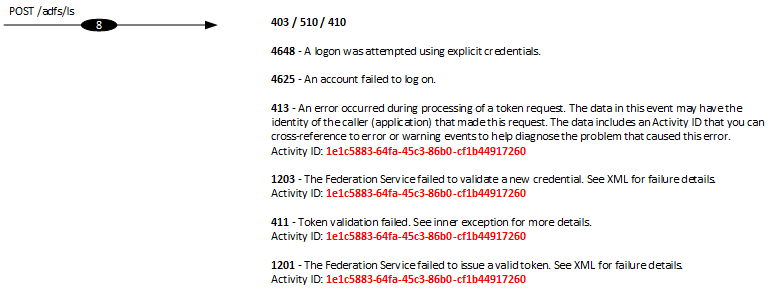 POST /adfs/ls
8
403 / 510 / 410
4648 - A logon was attempted using explicit credentials.
4625 - An account failed to log on.
413 - An error occurred during processing of a token request. The data in this event may have the
identity of the caller (application) that made this request. The data includes an Activity ID that you can
cross-reference to error or warning events to help diagnose the problem that caused this error.
Activity ID: 1e1c5883-64fa-45c3-86b0-cf1b44917260
1203 - The Federation Service failed to validate a new credential. See XML for failure details.
Activity ID: 1e1c5883-64fa-45c3-86b0-cf1b44917260
411 - Token validation failed. See inner exception for more details.
Activity ID: 1e1c5883-64fa-45c3-86b0-cf1b44917260
1201 - The Federation Service failed to issue a valid token. See XML for failure details.
Activity ID: 1e1c5883-64fa-45c3-86b0-cf1b44917260